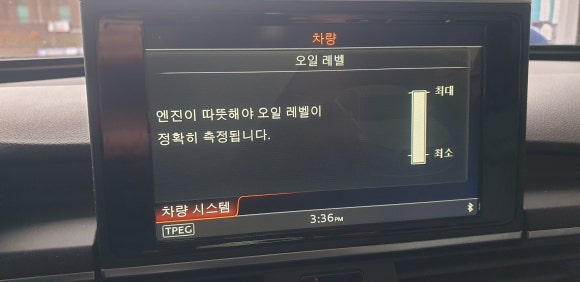 차량
오일 레벨
엔진이 따뜻해야 오일 레벨이
정확히 측정됩니다.
최대
최소
차량 시스템
TPEG
3:36PM